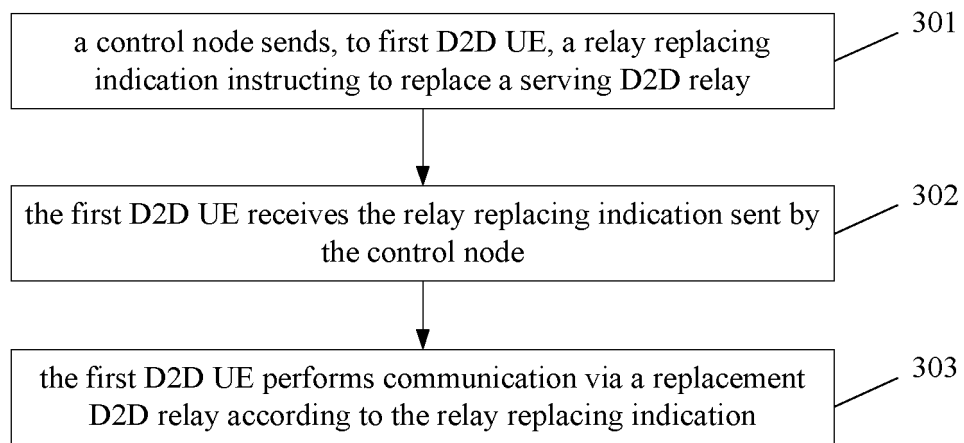 a control node sends, to first D2D UE, a relay replacing
indication instructing to replace a serving D2D relay
301
the first D2D UE receives the relay replacing indication sent by
the control node
302
the first D2D UE performs communication via a replacement
D2D relay according to the relay replacing indication
303